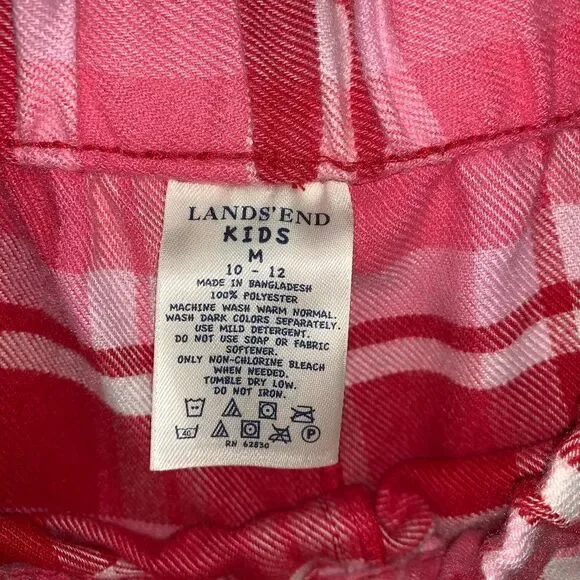 LANDS' END
KIDS
M
10 - 12
MADE IN BANGLADESH
100% POLYESTER
MACHINE WASH WARM NORMAL.
WASH DARK COLORS SEPARATELY.
USE MILD DETERGENT.
DO NOT USE SOAP OR FABRIC
SOFTENER.
ONLY NON-CHLORINE BLEACH
WHEN NEEDED.
TUMBLE DRY LOW.
DO NOT IRON.
40 P
RN 62830